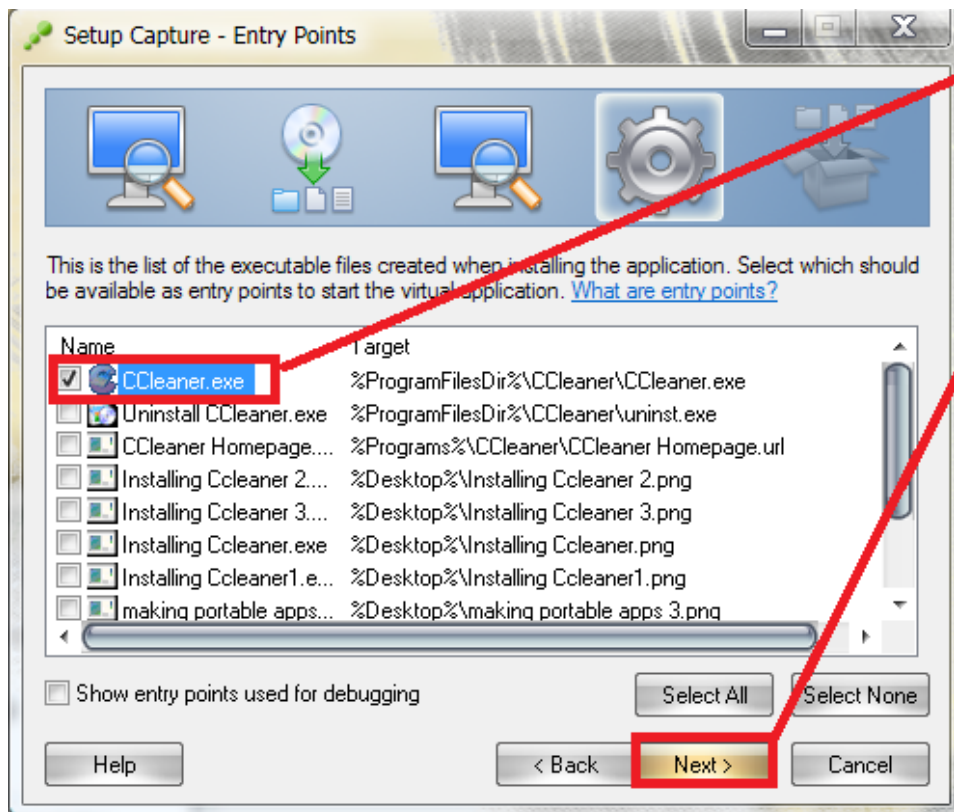 Setup Capture - Entry Points
This is the list of the executable files created when installing the application. Select which should
be available as entry points to start the virtual application. What are entry points?
Name Target
CCleaner.exe %ProgramFilesDir%\CCleaner\CCleaner.exe
Uninstall CCleaner.exe %ProgramFilesDir%\CCleaner\uninst.exe
CCleaner Homepage.... %Programs%\CCleaner\CCleaner Homepage.url
Installing Ccleaner 2.... %Desktop%\Installing Ccleaner 2.png
Installing Ccleaner 3.... %Desktop%\Installing Ccleaner 3.png
Installing Ccleaner.exe %Desktop%\Installing Ccleaner.png
Installing Ccleaner1.e... %Desktop%\Installing Ccleaner1.png
making portable apps... %Desktop%\making portable apps 3.png
Show entry points used for debugging Select All Select None
Help < Back Next > Cancel